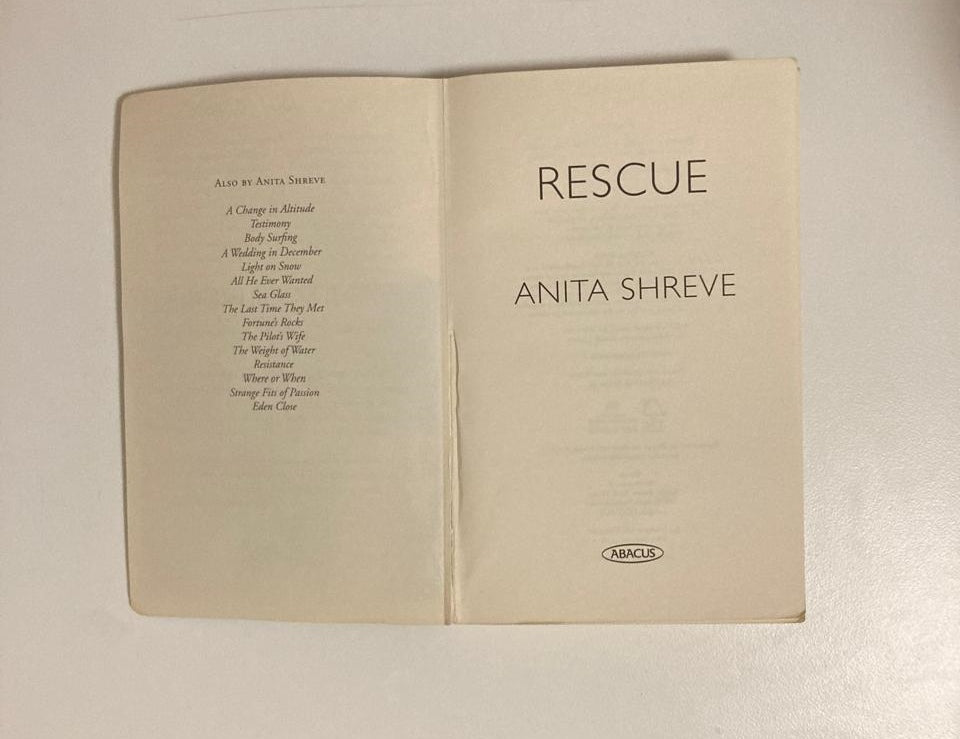 ALSO BY ANITA SHREVE
A Change in Altitude
Testimony
Body Surfing
A Wedding in December
Light on Snow
All He Ever Wanted
Sea Glass
The Last Time They Met
Fortune's Rocks
The Pilot's Wife
The Weight of Water
Resistance
Where or When
Strange Fits of Passion
Eden Close
RESCUE
ANITA SHREVE
ABACUS